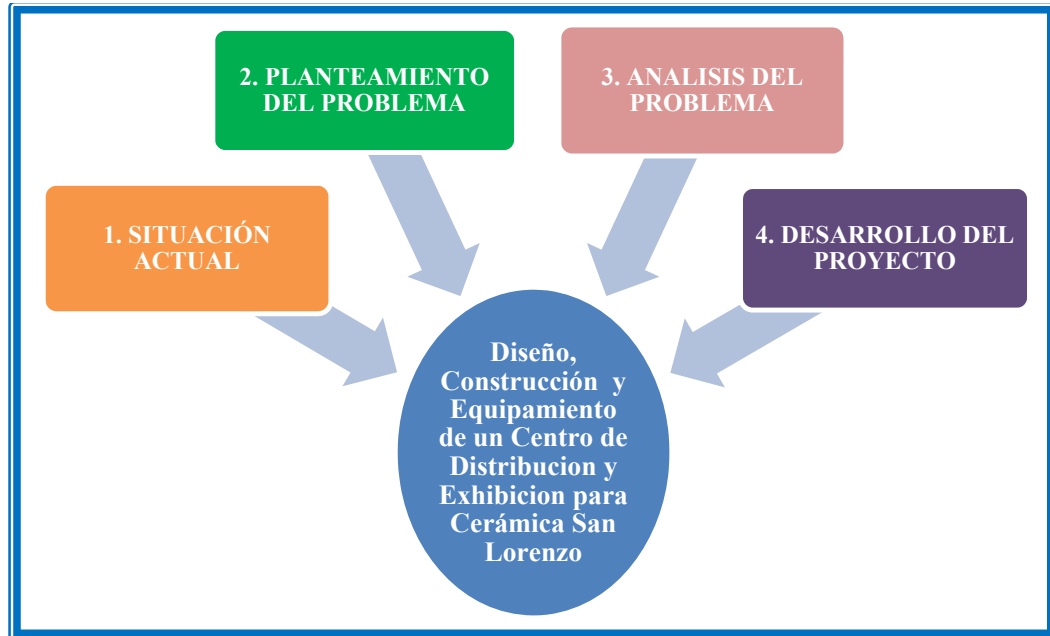 1. SITUACIÓN
ACTUAL
2. PLANTEAMIENTO
DEL PROBLEMA
3. ANALISIS DEL
PROBLEMA
4. DESARROLLO DEL
PROYECTO
Diseño,
Construcción y
Equipamiento
de un Centro de
Distribucion y
Exhibicion para
Cerámica San
Lorenzo